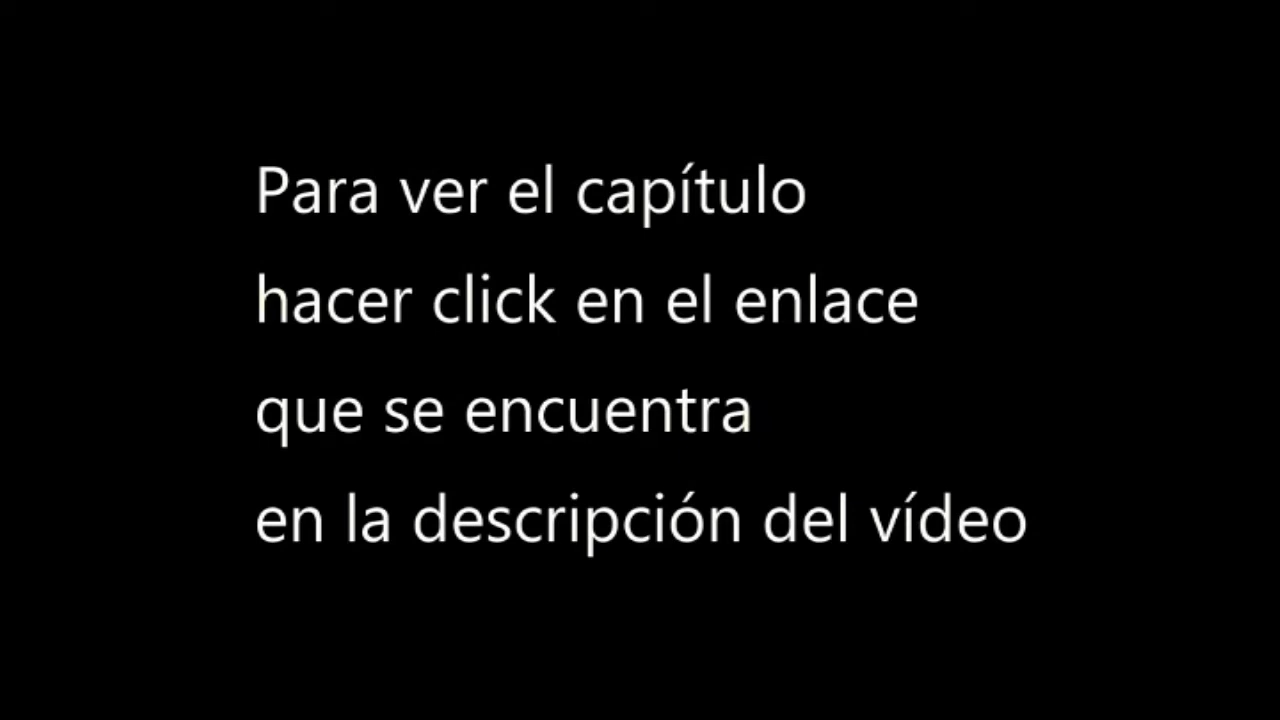 Para ver el capítulo
hacer click en el enlace
que se encuentra
en la descripción del vídeo